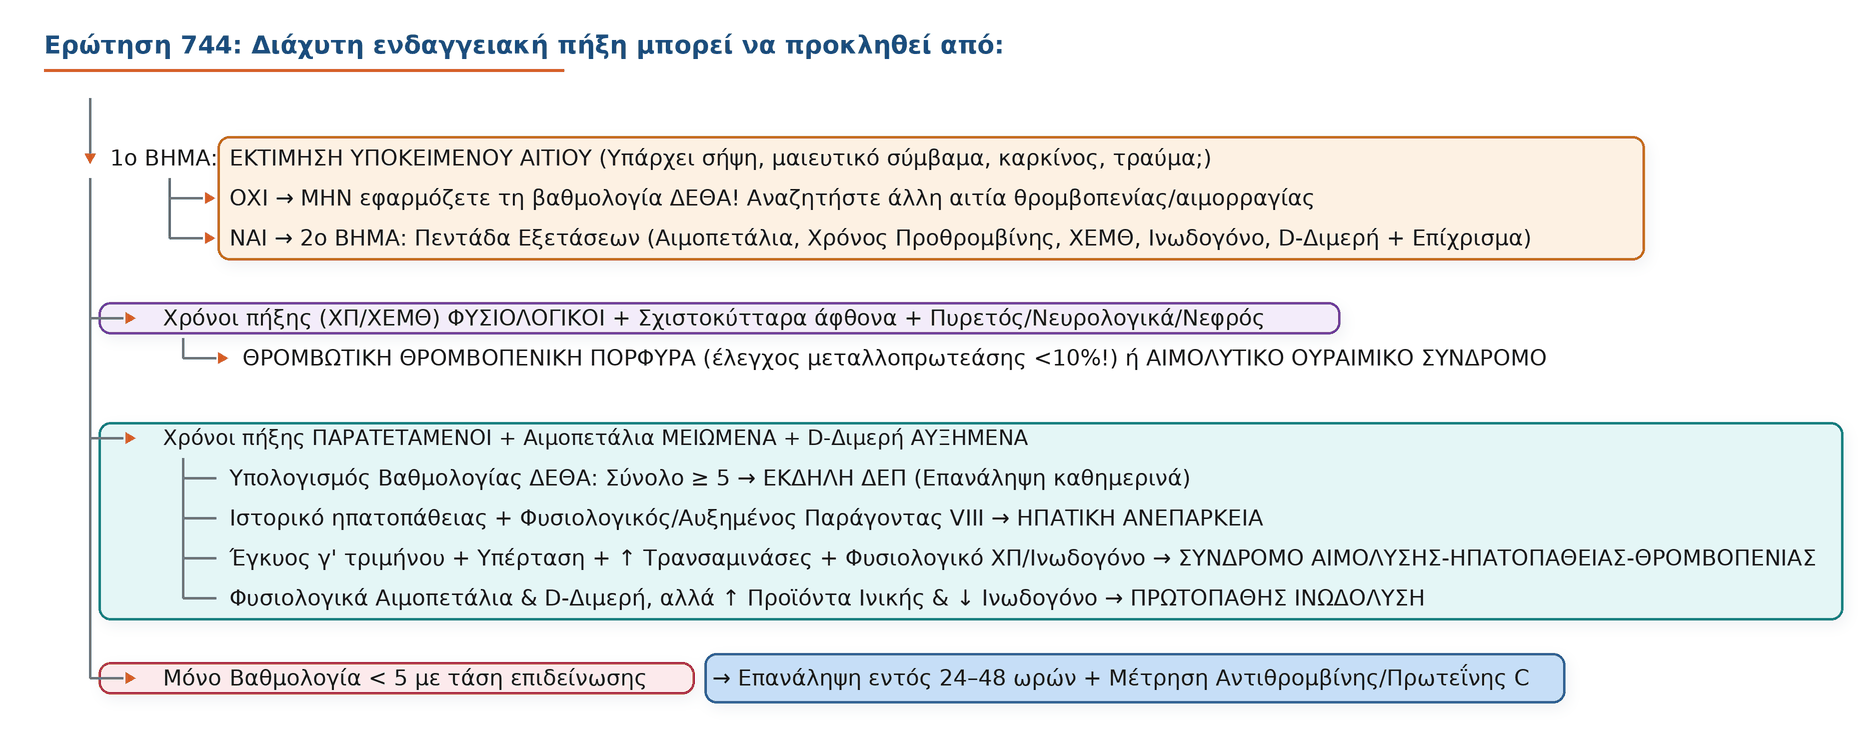 Ερώτηση 744: Διάχυτη ενδαγγειακή πήξη μπορεί να προκληθεί από:
1ο ΒΗΜΑ: ΕΚΤΙΜΗΣΗ ΥΠΟΚΕΙΜΕΝΟΥ ΑΙΤΙΟΥ (Υπάρχει σήψη, μαιευτικό σύμβαμα, καρκίνος, τραύμα;)
ΟΧΙ → ΜΗΝ εφαρμόζετε τη βαθμολογία ΔΕΘΑ! Αναζητήστε άλλη αιτία θρομβοπενίας/αιμορραγίας
ΝΑΙ → 2ο ΒΗΜΑ: Πεντάδα Εξετάσεων (Αιμοπετάλια, Χρόνος Προθρομβίνης, ΧΕΜΘ, Ινωδογόνο, D-Διμερή + Επίχρισμα)
Χρόνοι πήξης (ΧΠ/ΧΕΜΘ) ΦΥΣΙΟΛΟΓΙΚΟΙ + Σχιστοκύτταρα άφθονα + Πυρετός/Νευρολογικά/Νεφρός
ΘΡΟΜΒΩΤΙΚΗ ΘΡΟΜΒΟΠΕΝΙΚΗ ΠΟΡΦΥΡΑ (έλεγχος μεταλλοπρωτεάσης <10%!) ή ΑΙΜΟΛΥΤΙΚΟ ΟΥΡΑΙΜΙΚΟ ΣΥΝΔΡΟΜΟ
Χρόνοι πήξης ΠΑΡΑΤΕΤΑΜΕΝΟΙ + Αιμοπετάλια ΜΕΙΩΜΕΝΑ + D-Διμερή ΑΥΞΗΜΕΝΑ
Υπολογισμός Βαθμολογίας ΔΕΘΑ: Σύνολο ≥ 5 → ΕΚΔΗΛΗ ΔΕΠ (Επανάληψη καθημερινά)
Ιστορικό ηπατοπάθειας + Φυσιολογικός/Αυξημένος Παράγοντας VIII → ΗΠΑΤΙΚΗ ΑΝΕΠΑΡΚΕΙΑ
Έγκυος γ' τριμήνου + Υπέρταση + ↑ Τρανσαμινάσες + Φυσιολογικό ΧΠ/Ινωδογόνο → ΣΥΝΔΡΟΜΟ ΑΙΜΟΛΥΣΗΣ-ΗΠΑΤΟΠΑΘΕΙΑΣ-ΘΡΟΜΒΟΠΕΝΙΑΣ
Φυσιολογικά Αιμοπετάλια & D-Διμερή, αλλά ↑ Προϊόντα Ινικής & ↓ Ινωδογόνο → ΠΡΩΤΟΠΑΘΗΣ ΙΝΩΔΟΛΥΣΗ
Μόνο Βαθμολογία < 5 με τάση επιδείνωσης → Επανάληψη εντός 24–48 ωρών + Μέτρηση Αντιθρομβίνης/Πρωτεΐνης C